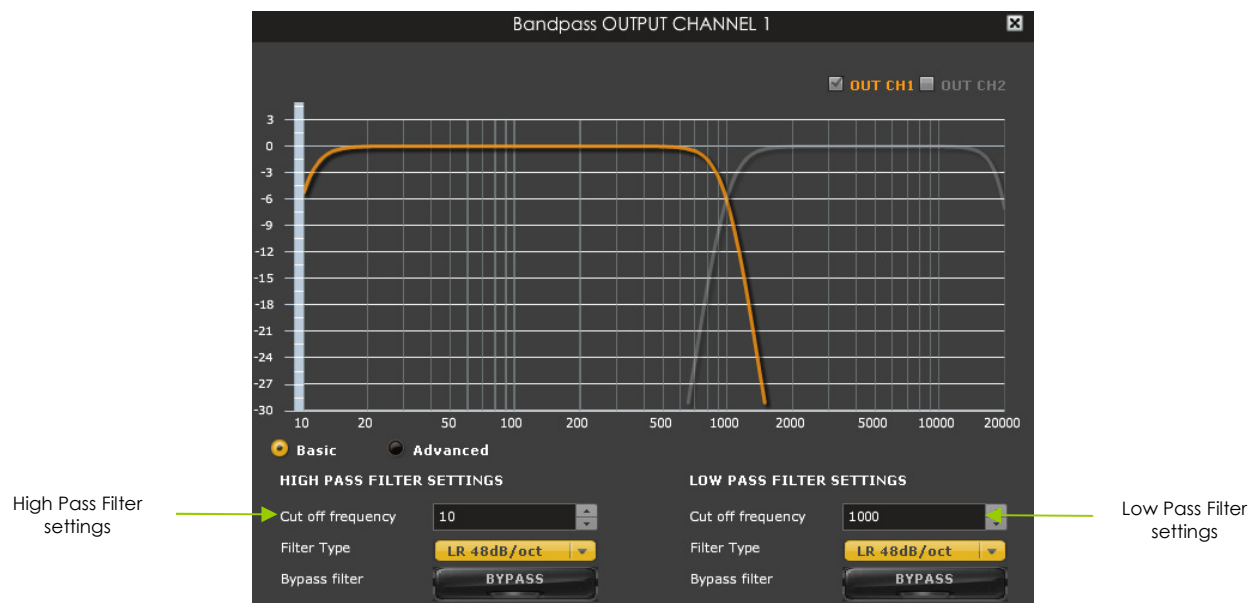 Bandpass OUTPUT CHANNEL 1
OUT CH1 OUT CH2
3
0
-3
-6
-9
-12
-15
-18
-21
-24
-27
-30
10 20 50 100 200 500 1000 2000 5000 10000 20000
Basic Advanced
HIGH PASS FILTER SETTINGS LOW PASS FILTER SETTINGS
High Pass Filter
settings
Cut off frequency 10 Cut off frequency 1000
Low Pass Filter
settings
Filter Type LR 48dB/oct Filter Type LR 48dB/oct
Bypass filter BYPASS Bypass filter BYPASS